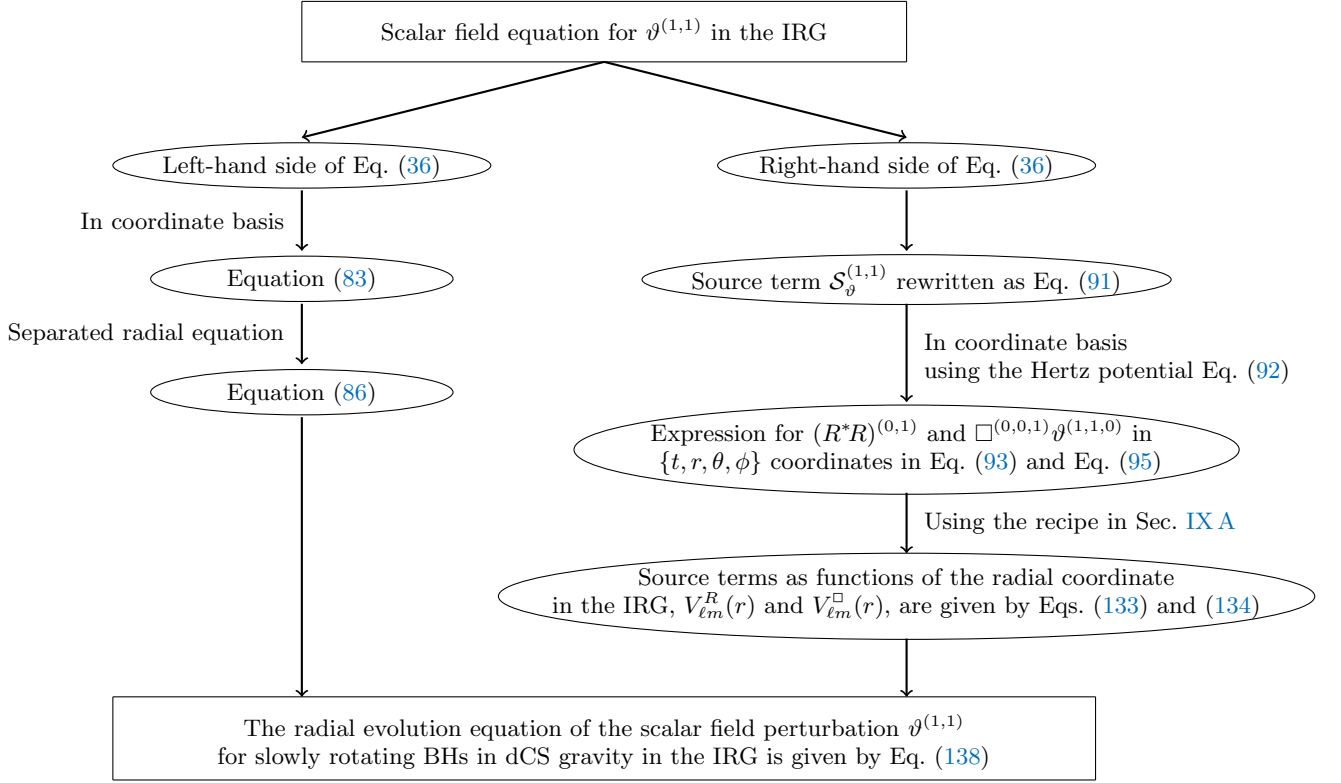 Scalar field equation for ϑ^(1,1) in the IRG
Left-hand side of Eq. (36)
Right-hand side of Eq. (36)
In coordinate basis
Equation (83)
Source term 𝒮_ϑ^(1,1) rewritten as Eq. (91)
Separated radial equation
In coordinate basis
using the Hertz potential Eq. (92)
Equation (86)
Expression for (R*R)^(0,1) and □^(0,0,1)ϑ^(1,1,0) in
{t, r, θ, ϕ} coordinates in Eq. (93) and Eq. (95)
Using the recipe in Sec. IX A
Source terms as functions of the radial coordinate
in the IRG, V_ℓm^R(r) and V_ℓm^□(r), are given by Eqs. (133) and (134)
The radial evolution equation of the scalar field perturbation ϑ^(1,1)
for slowly rotating BHs in dCS gravity in the IRG is given by Eq. (138)